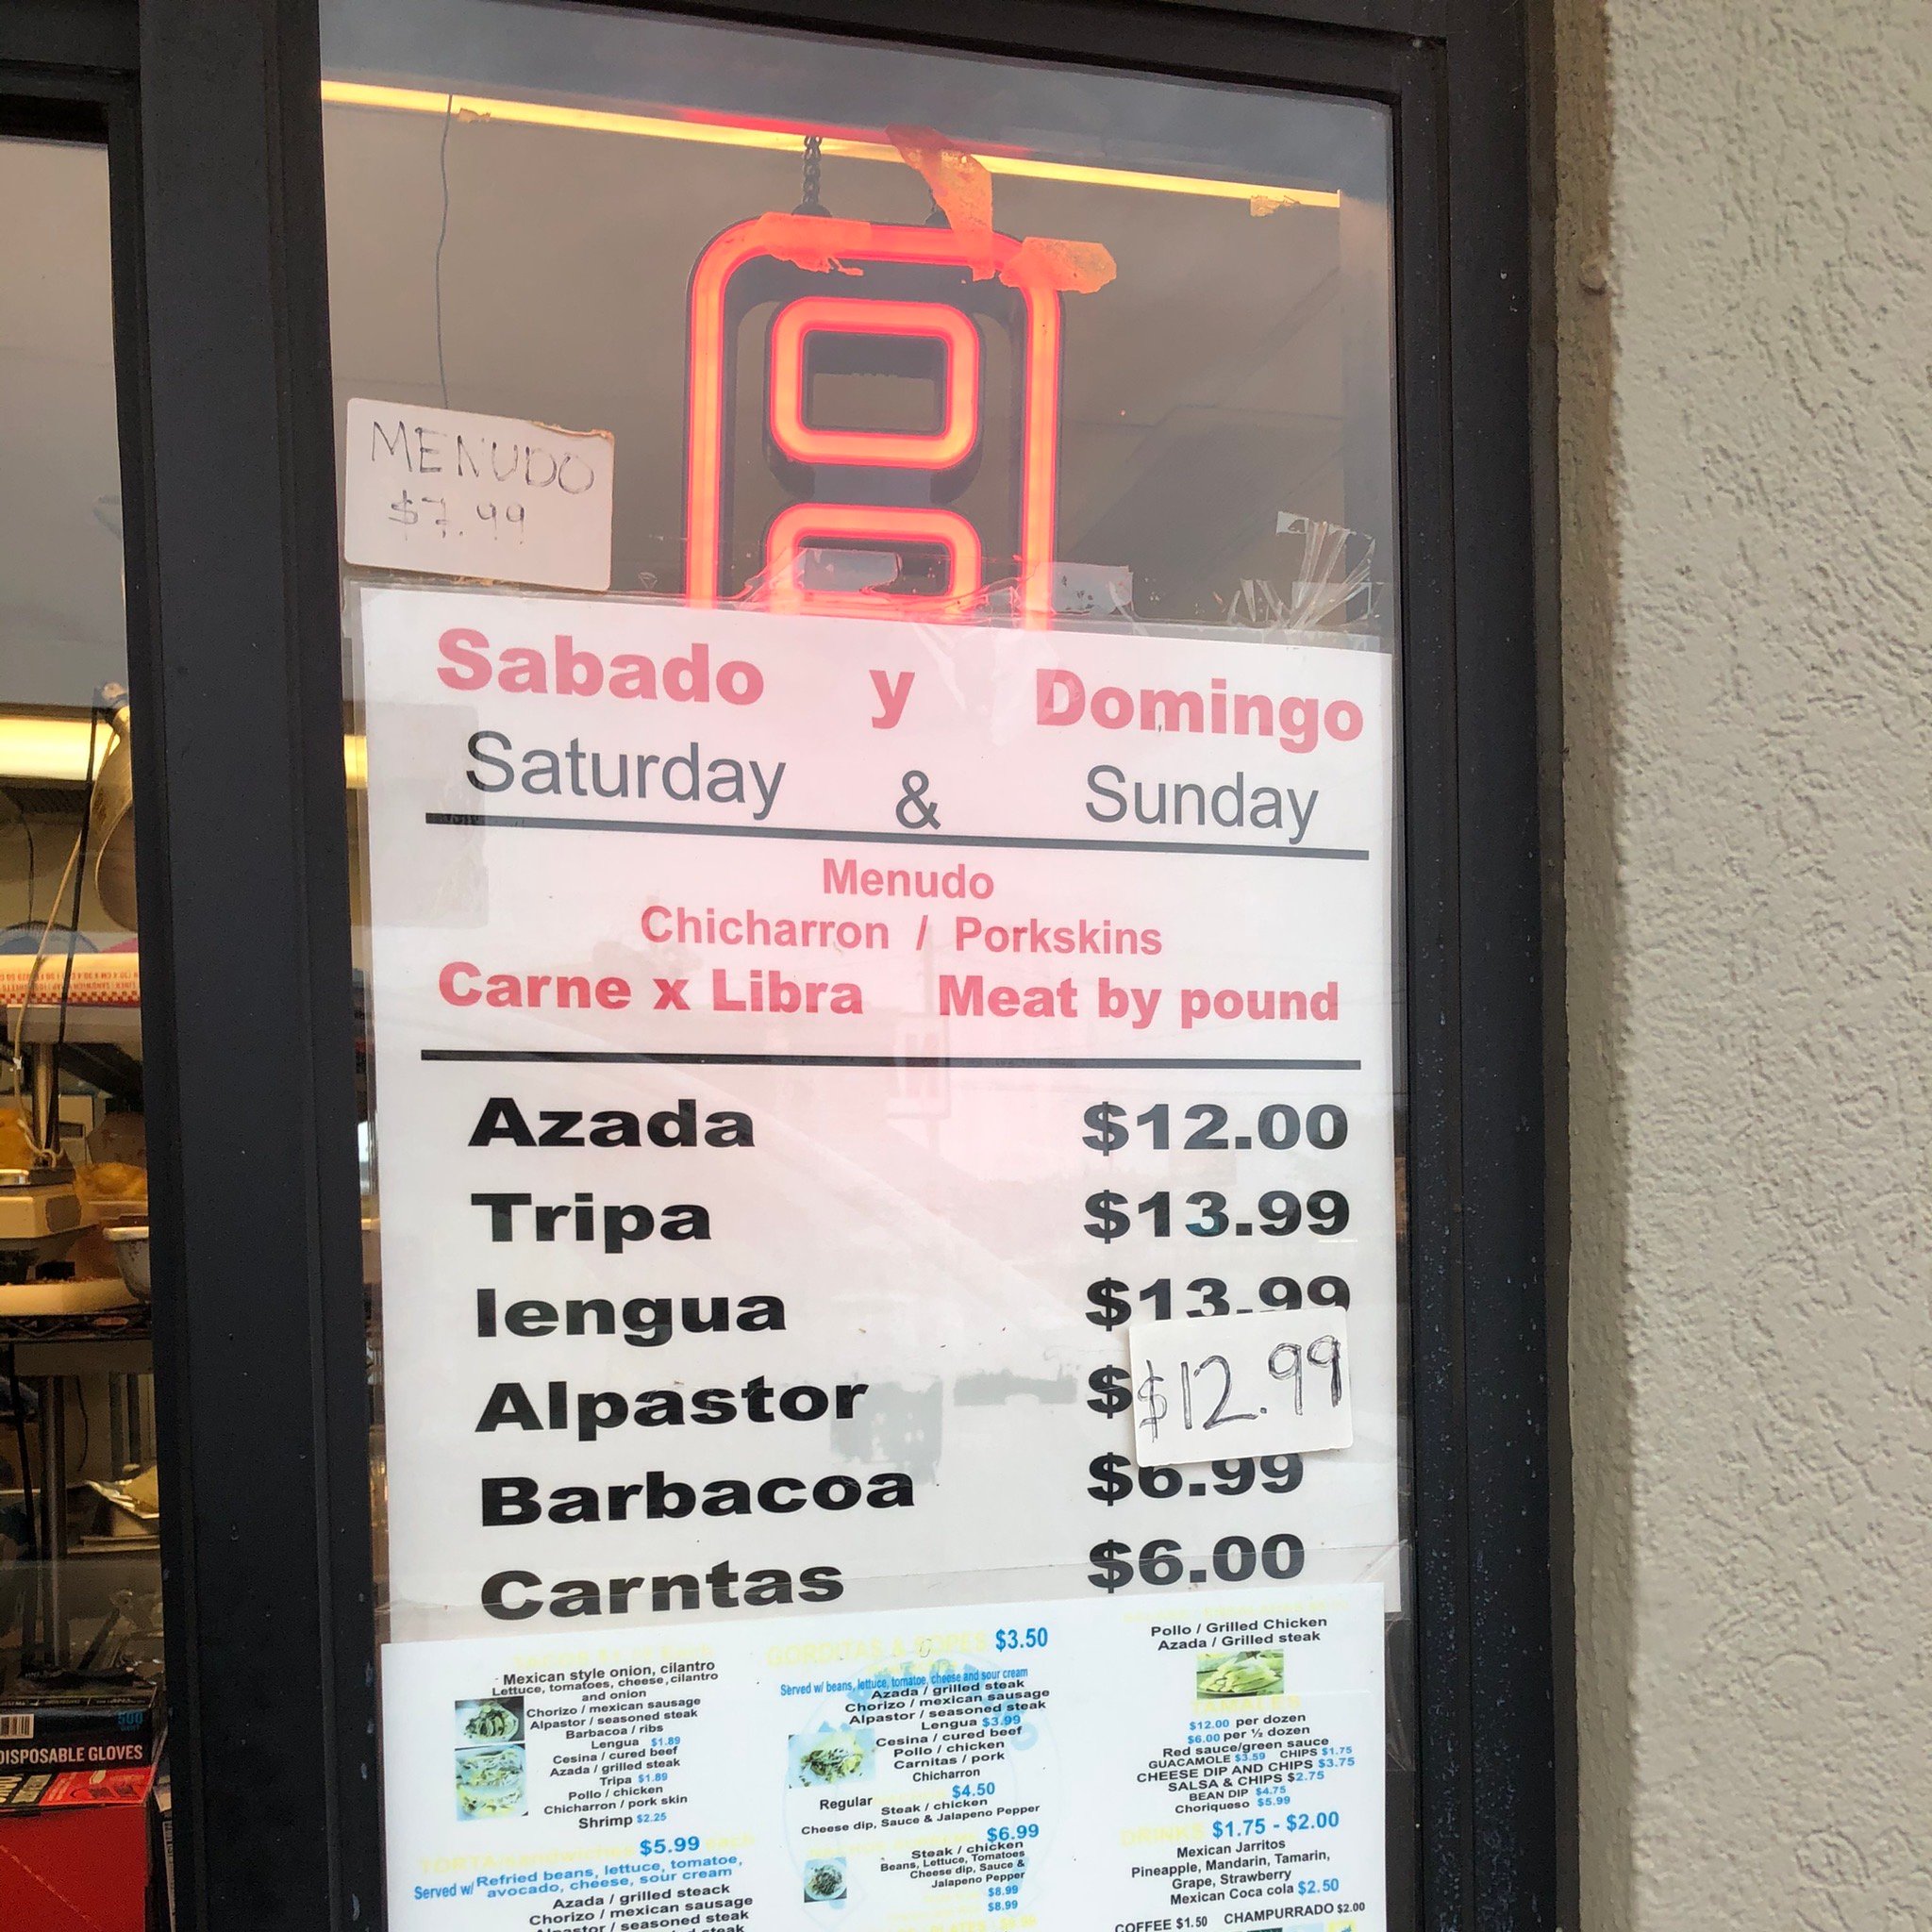 MENUDO
$7.99
Sabado y Domingo
Saturday & Sunday
Menudo
Chicharron / Porkskins
Carne x Libra Meat by pound
Azada $12.00
Tripa $13.99
lengua $13.99
Alpastor $ $12.99
Barbacoa $6.99
Carntas $6.00
Mexican style onion, cilantro
Lettuce, tomatoes, cheese, cilantro
and onion
Chorizo / mexican sausage
Alpastor / seasoned steak
Barbacoa / ribs
Lengua $1.89
Cesina / cured beef
Azada / grilled steak
Tripa $1.89
Pollo / chicken
Chicharron / pork skin
Shrimp $2.25
TORTA/sandwiches $5.99
Served w/ Refried beans, lettuce, tomatoe,
avocado, cheese, sour cream
Azada / grilled steack
Chorizo / mexican sausage
Alpastor / seasoned steak
GORDITAS & SOPES $3.50
Served w/ beans, lettuce, tomatoe, cheese and sour cream
Azada / grilled steak
Chorizo / mexican sausage
Alpastor / seasoned steak
Lengua $3.99
Cesina / cured beef
Pollo / chicken
Carnitas / pork
Chicharron
Regular $4.50
Steak / chicken
Cheese dip, Sauce & Jalapeno Pepper
$6.99
Steak / chicken
Beans, Lettuce, Tomatoes
Cheese dip, Sauce &
Jalapeno Pepper
$8.99
$8.99
Pollo / Grilled Chicken
Azada / Grilled steak
TAMALES
$12.00 per dozen
$6.00 per ½ dozen
Red sauce/green sauce
GUACAMOLE $3.59 CHIPS $1.75
CHEESE DIP AND CHIPS $3.75
SALSA & CHIPS $2.75
BEAN DIP $4.75
Choriqueso $5.99
DRINKS $1.75 - $2.00
Mexican Jarritos
Pineapple, Mandarin, Tamarin,
Grape, Strawberry
Mexican Coca cola $2.50
COFFEE $1.50 CHAMPURRADO $2.00
500
DISPOSABLE GLOVES